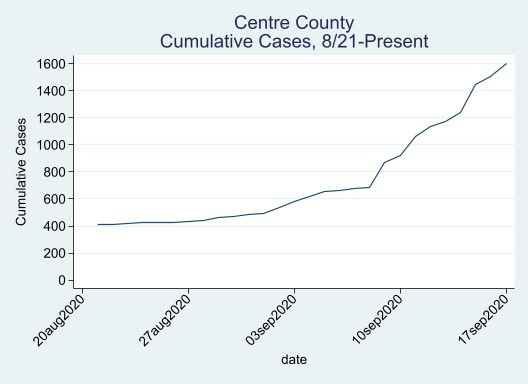 Centre County
Cumulative Cases, 8/21-Present
Cumulative Cases
1600
1400
1200
1000
800
600
400
200
0
20aug2020
27aug2020
03sep2020
10sep2020
17sep2020
date